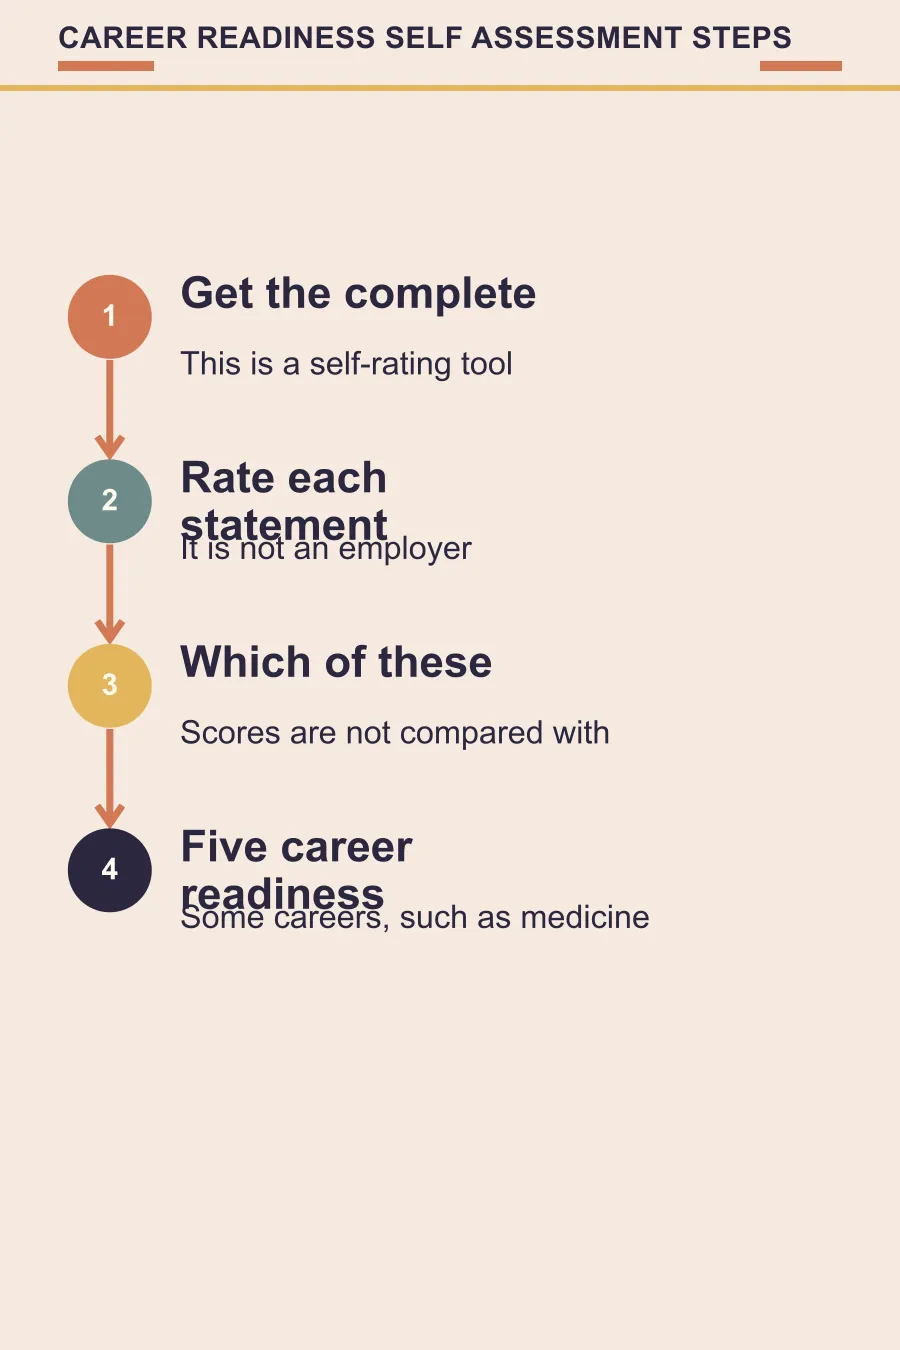 CAREER READINESS SELF ASSESSMENT STEPS
1
Get the complete
This is a self-rating tool
2
Rate each
statement
It is not an employer
3
Which of these
Scores are not compared with
4
Five career
readiness
Some careers, such as medicine